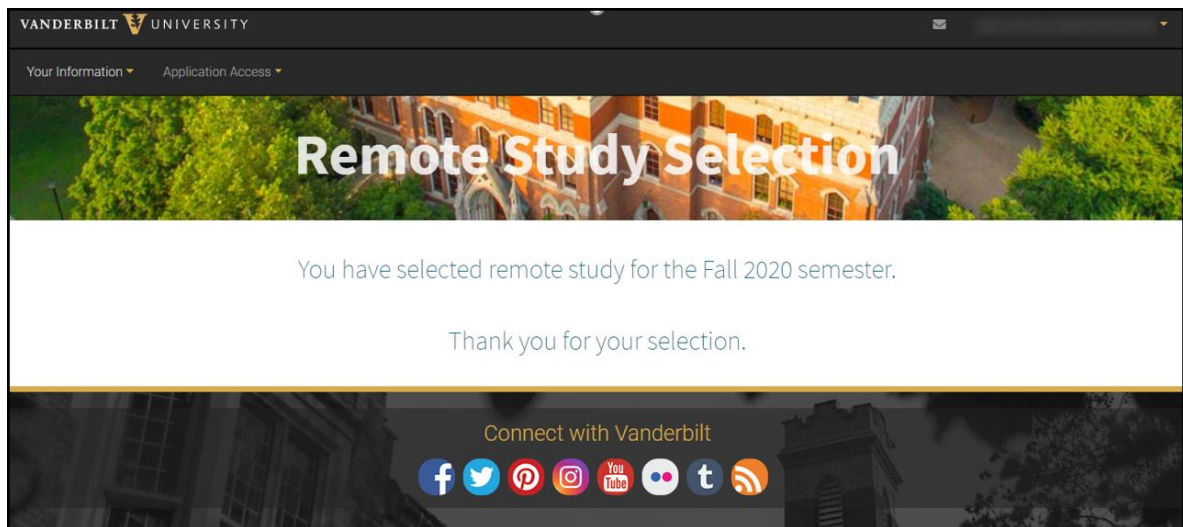 VANDERBILT V UNIVERSITY
Your Information Application Access
Remote Study Selection
You have selected remote study for the Fall 2020 semester.
Thank you for your selection.
Connect with Vanderbilt
f p You Tube t